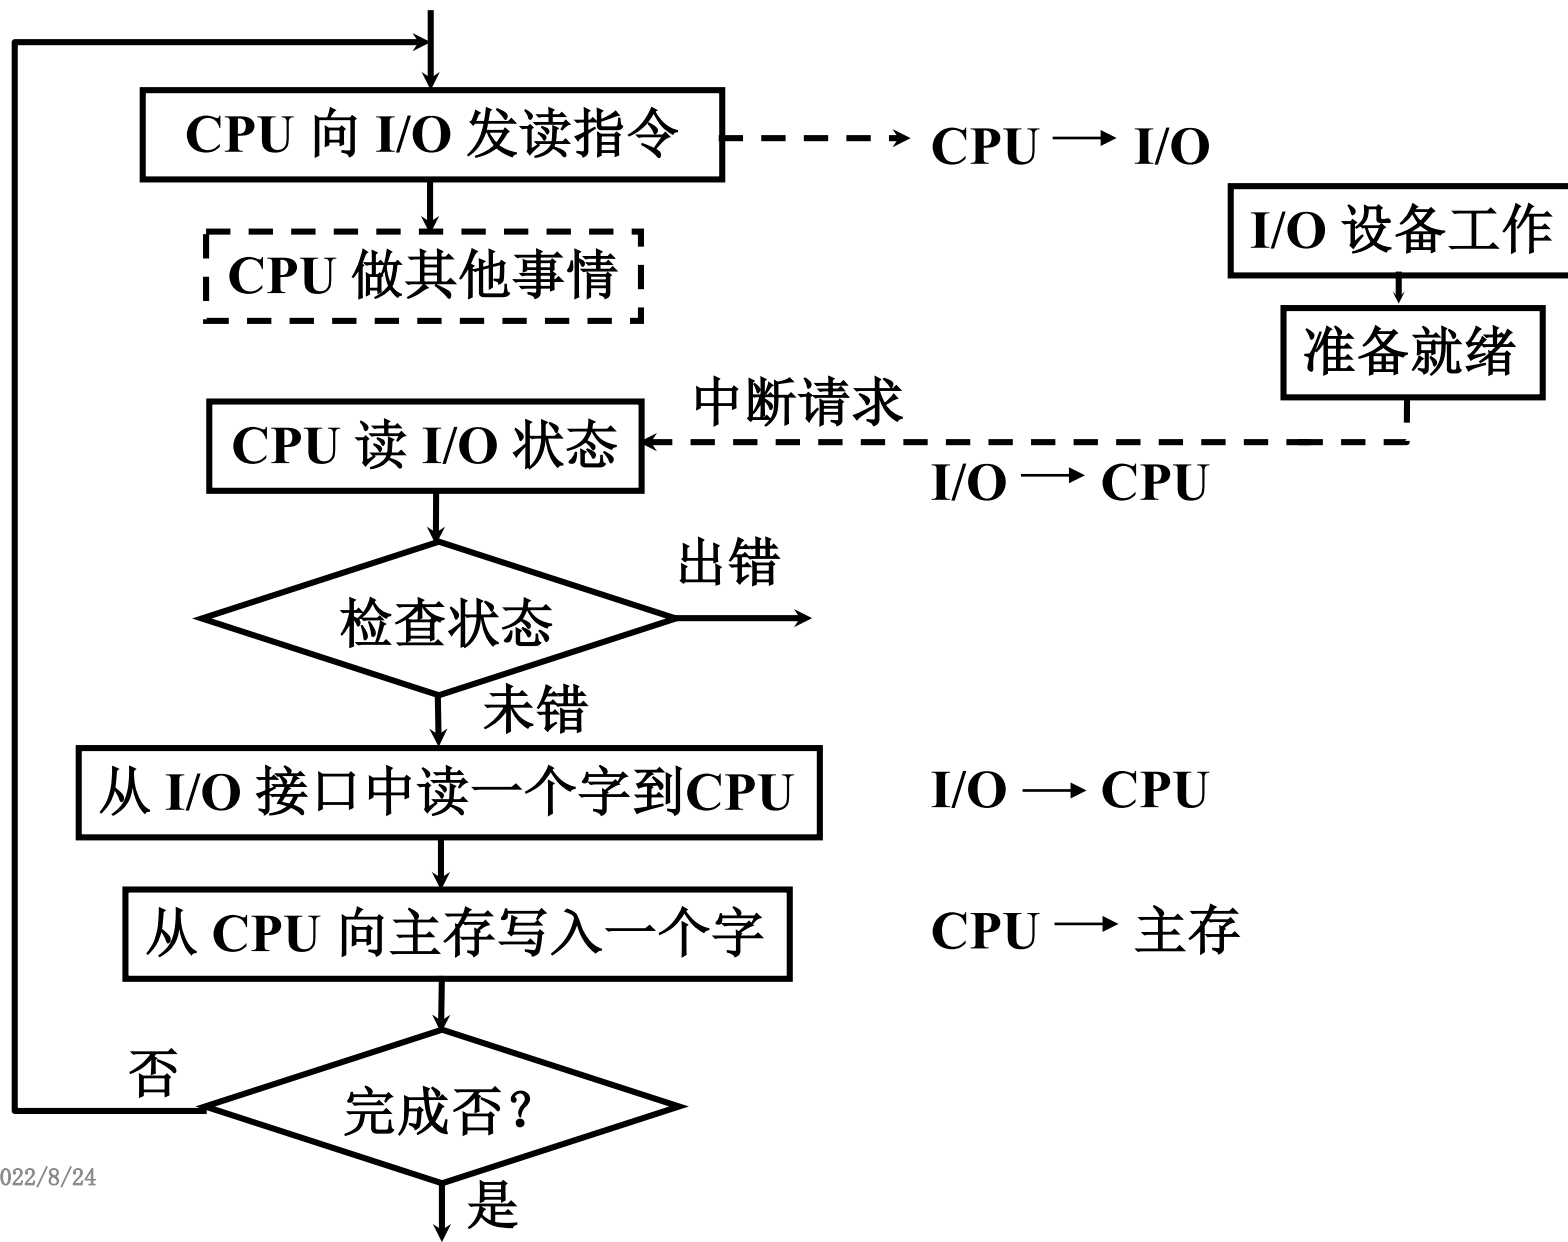 CPU 向 I/O 发读指令
CPU → I/O
I/O 设备工作
CPU 做其他事情
准备就绪
中断请求
CPU 读 I/O 状态
I/O → CPU
出错
检查状态
未错
从 I/O 接口中读一个字到CPU
I/O → CPU
从 CPU 向主存写入一个字
CPU → 主存
否
完成否？
022/8/24
是